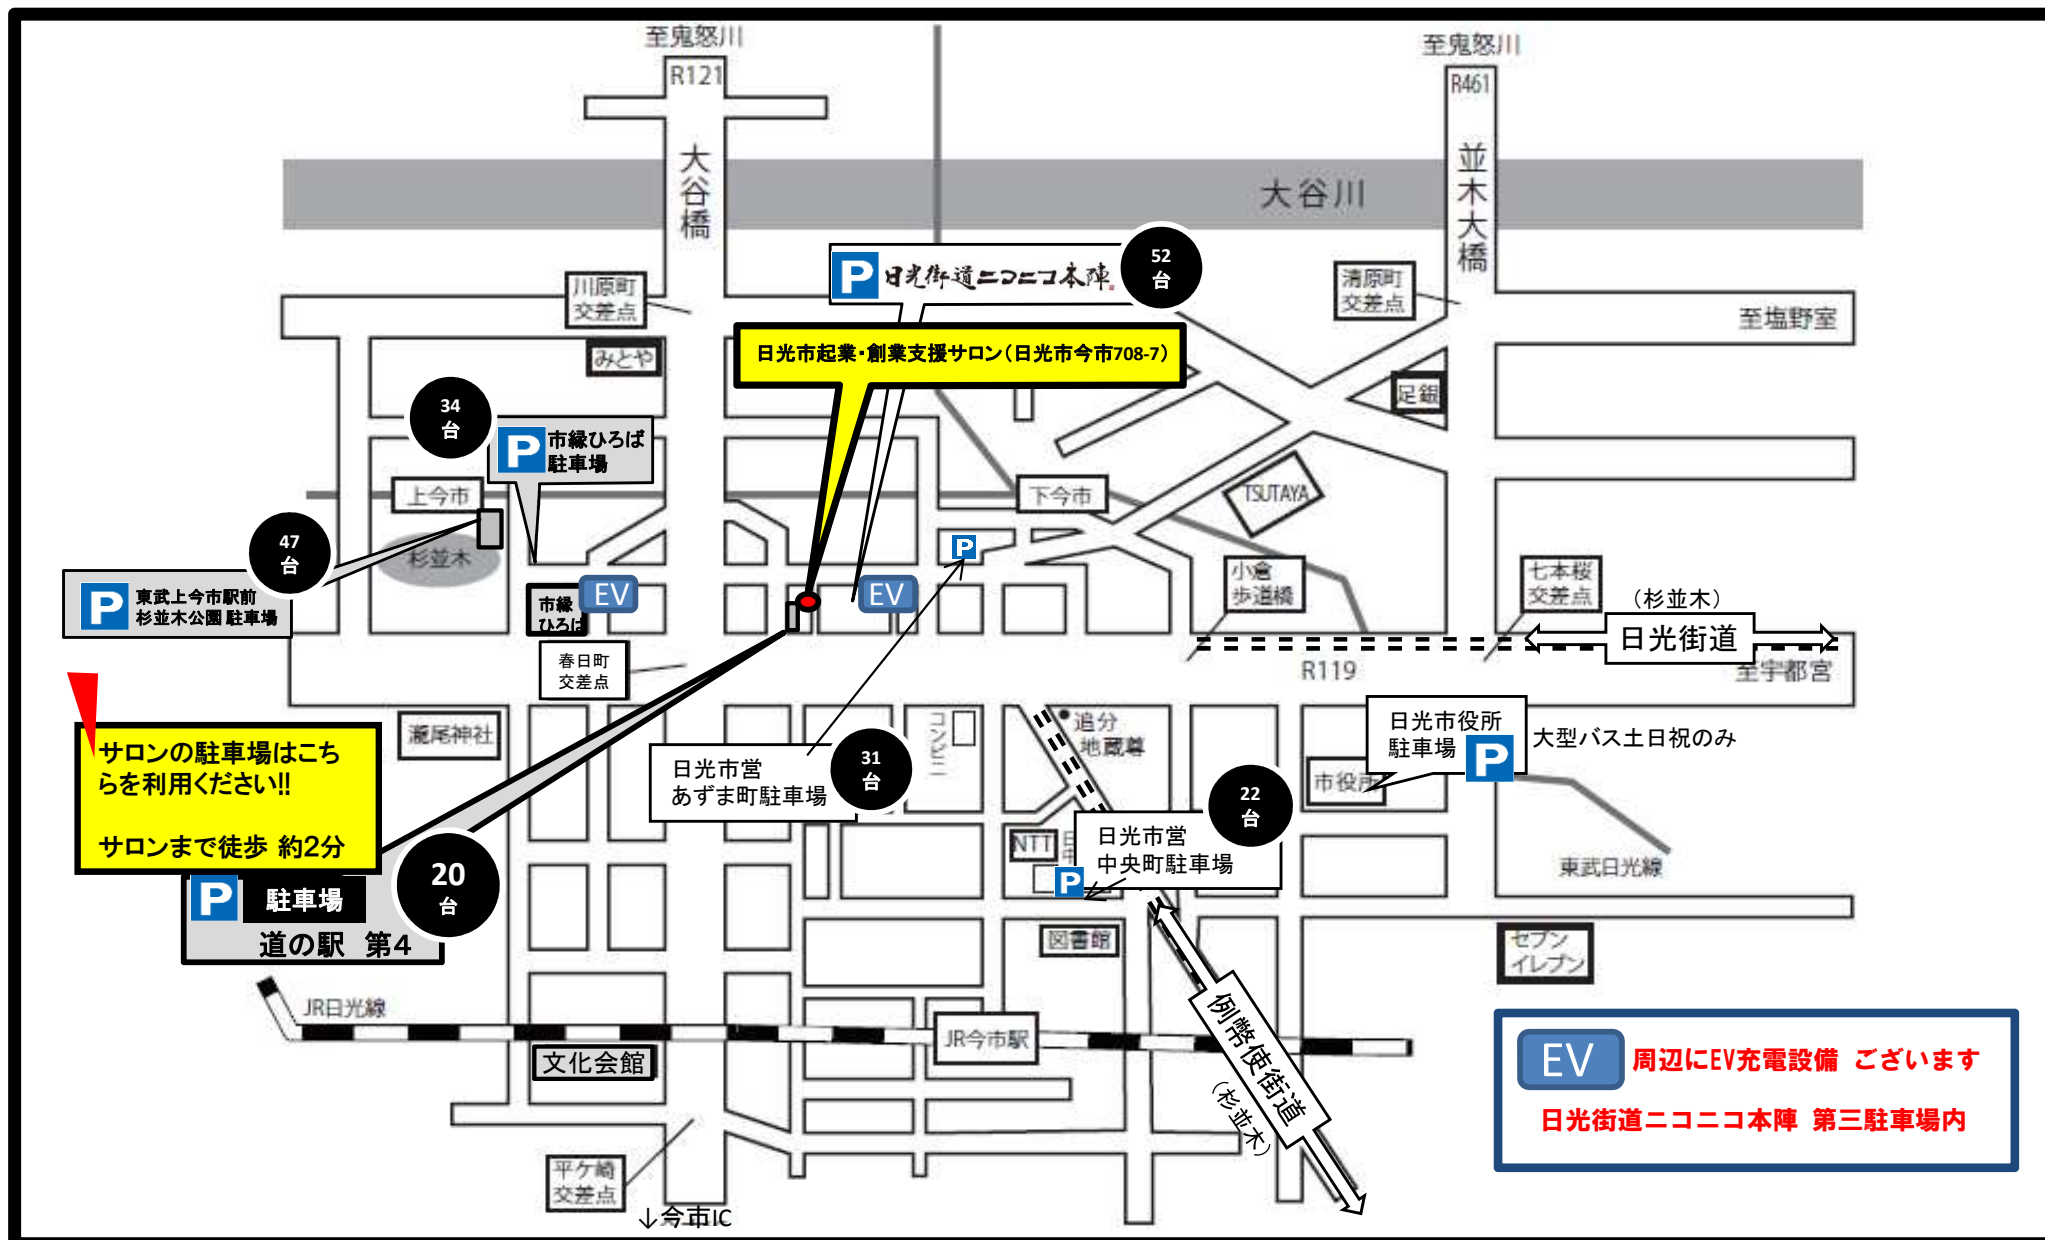 至鬼怒川
R121
大谷橋
至鬼怒川
R461
並木大橋
大谷川
P 日光街道ニコニコ本陣
52
台
川原町
交差点
清原町
交差点
至塩野室
日光市起業・創業支援サロン（日光市今市708-7）
みとや
足銀
34
台
P 市縁ひろば
駐車場
上今市
下今市
TSUTAYA
47
台
杉並木
P
P 東武上今市駅前
杉並木公園 駐車場
市縁
ひろば
EV
EV
小倉
歩道橋
七本桜
交差点
（杉並木）
日光街道
春日町
交差点
R119
至宇都宮
瀧尾神社
コンビニ
追分
地蔵尊
日光市役所
駐車場
P
大型バス土日祝のみ
サロンの駐車場はこち
らを利用ください!!
サロンまで徒歩 約2分
日光市営
あずま町駐車場
31
台
市役所
22
台
日光市営
中央町駐車場
NTT
P
東武日光線
P 駐車場
道の駅 第4
20
台
図書館
セブン
イレブン
JR日光線
JR今市駅
文化会館
例幣使街道
（杉並木）
EV 周辺にEV充電設備 ございます
日光街道ニコニコ本陣 第三駐車場内
平ケ崎
交差点
↓今市IC